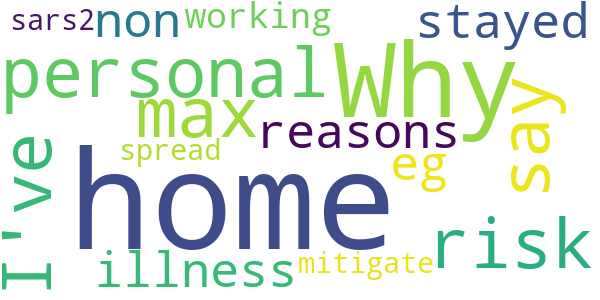 sars2
non
working
stayed
personal
Why
max
reasons
say
I've
home
spread
eg
risk
illness
mitigate